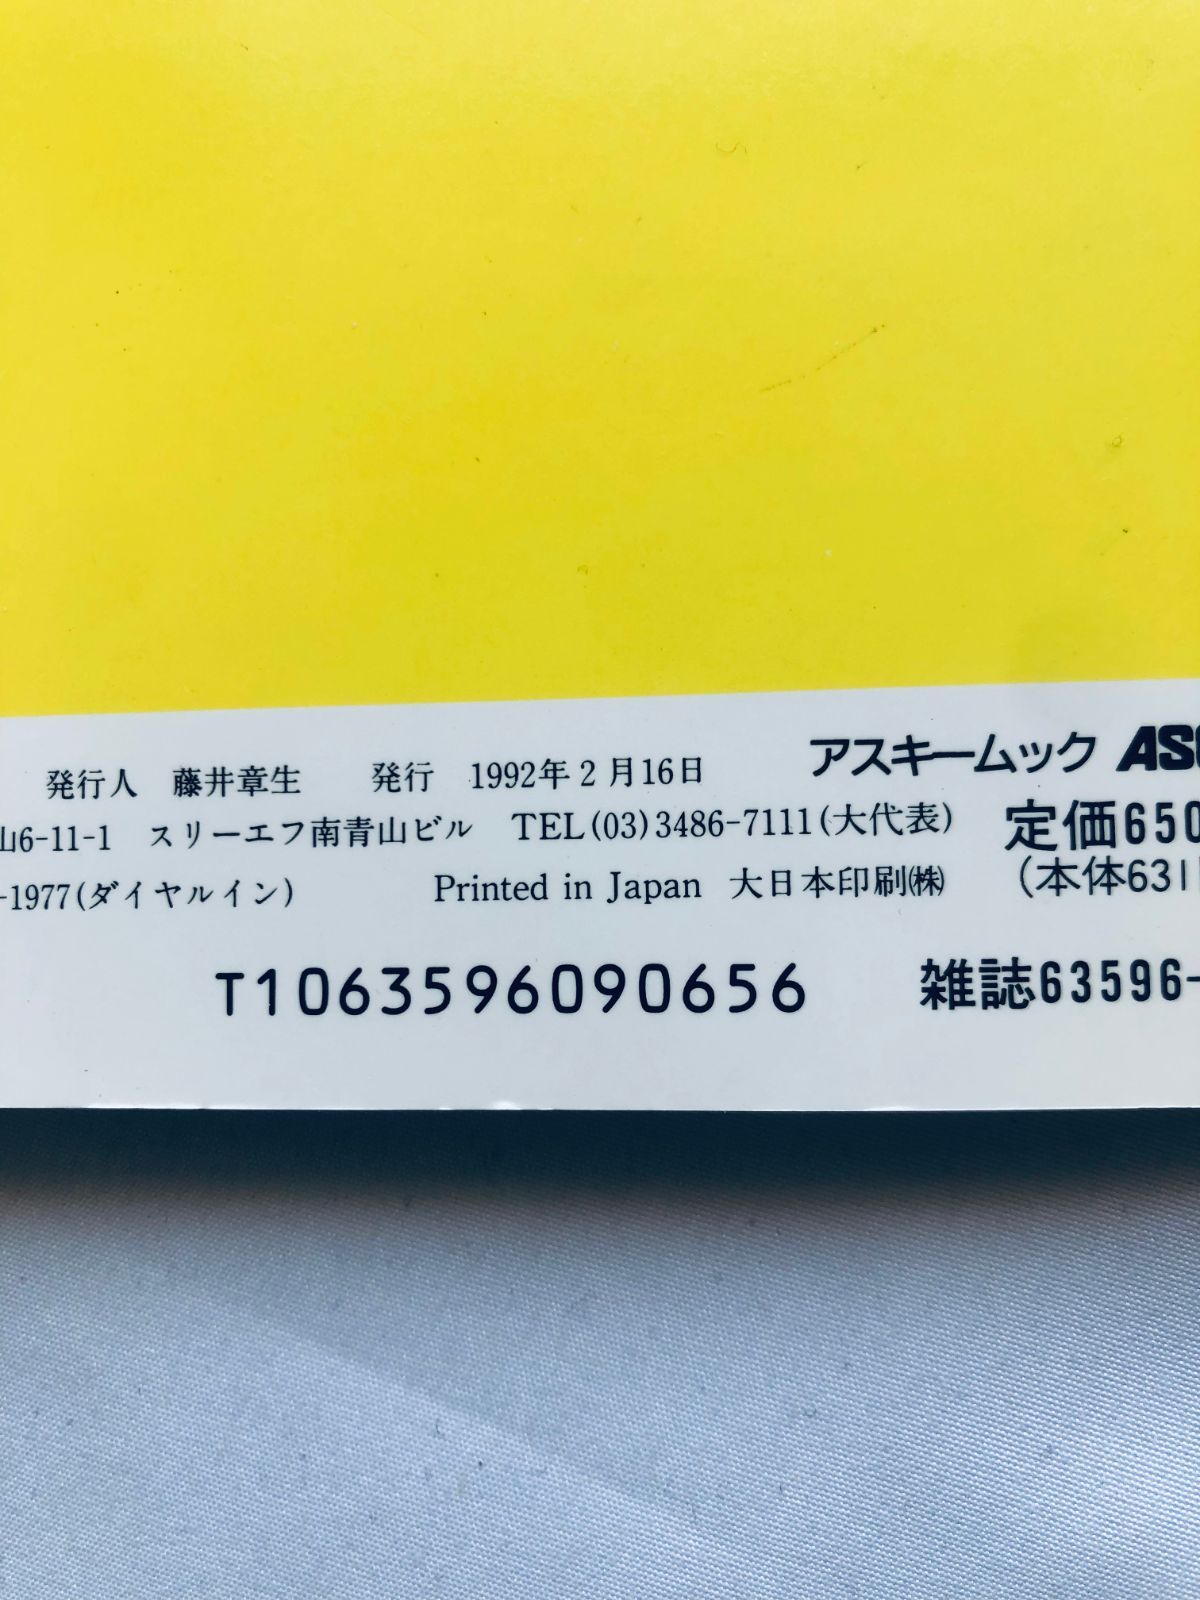 発行人 藤井章生 発行 1992年2月16日 アスキームック
山6-11-1 スリーエフ南青山ビル TEL(03)3486-7111(大代表) 定価650
-1977(ダイヤルイン) Printed in Japan 大日本印刷㈱ (本体631
T1063596090656 雑誌63596-